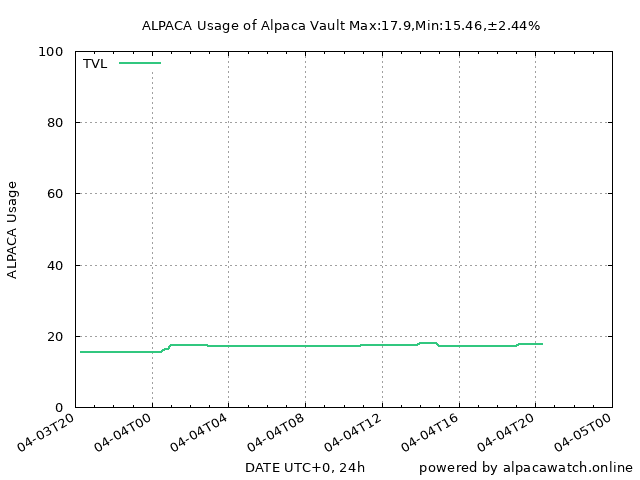 ALPACA Usage of Alpaca Vault Max:17.9,Min:15.46,±2.44%
TVL
ALPACA Usage
100
80
60
40
20
0
04-03T20
04-04T00
04-04T04
04-04T08
04-04T12
04-04T16
04-04T20
04-05T00
DATE UTC+0, 24h
powered by alpacawatch.online